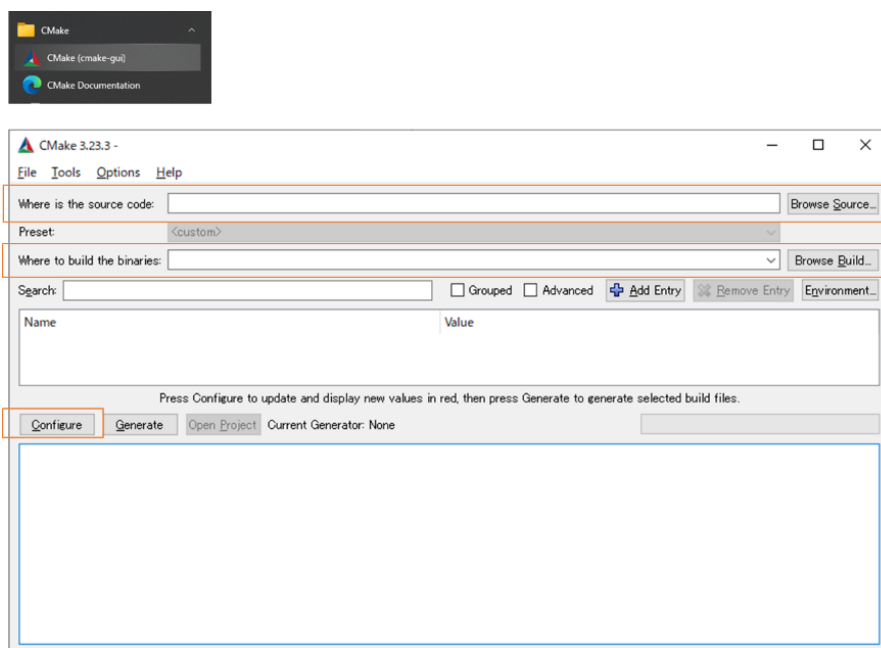 CMake
CMake (cmake-gui)
CMake Documentation
CMake 3.23.3 -
File Tools Options Help
Where is the source code: Browse Source...
Preset: <custom>
Where to build the binaries: Browse Build...
Search: Grouped Advanced Add Entry Remove Entry Environment...
Name Value
Press Configure to update and display new values in red, then press Generate to generate selected build files.
Configure Generate Open Project Current Generator: None